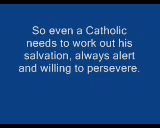 So even a Catholic
needs to work out his
salvation, always alert
and willing to persevere.